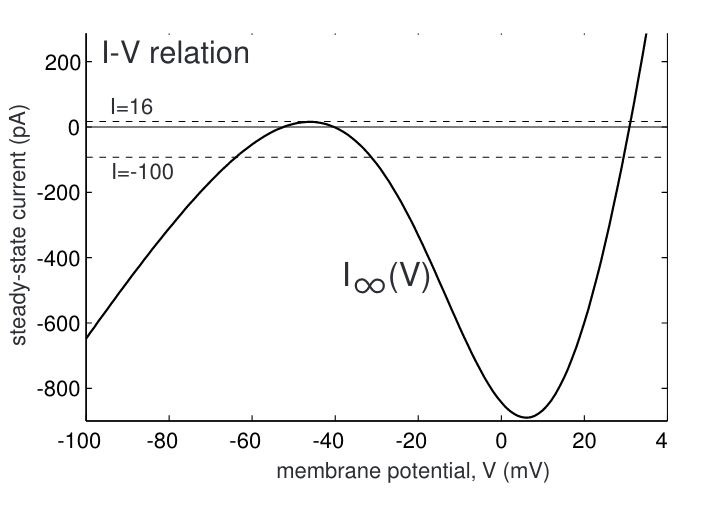 I-V relation
I=16
I=-100
I∞(V)
steady-state current (pA)
200
0
-200
-400
-600
-800
-100 -80 -60 -40 -20 0 20 4
membrane potential, V (mV)